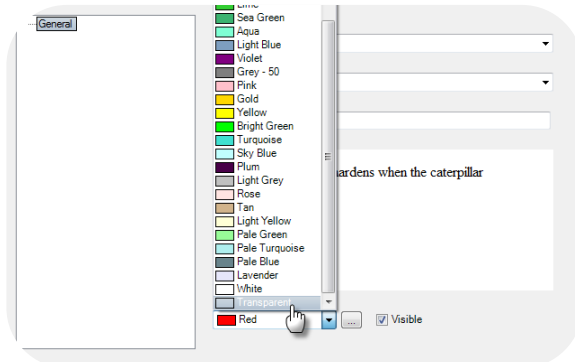 General
Lime
Sea Green
Aqua
Light Blue
Violet
Grey - 50
Pink
Gold
Yellow
Bright Green
Turquoise
Sky Blue
Plum
Light Grey
Rose
Tan
Light Yellow
Pale Green
Pale Turquoise
Pale Blue
Lavender
White
Transparent
hardens when the caterpillar
Red
...
Visible